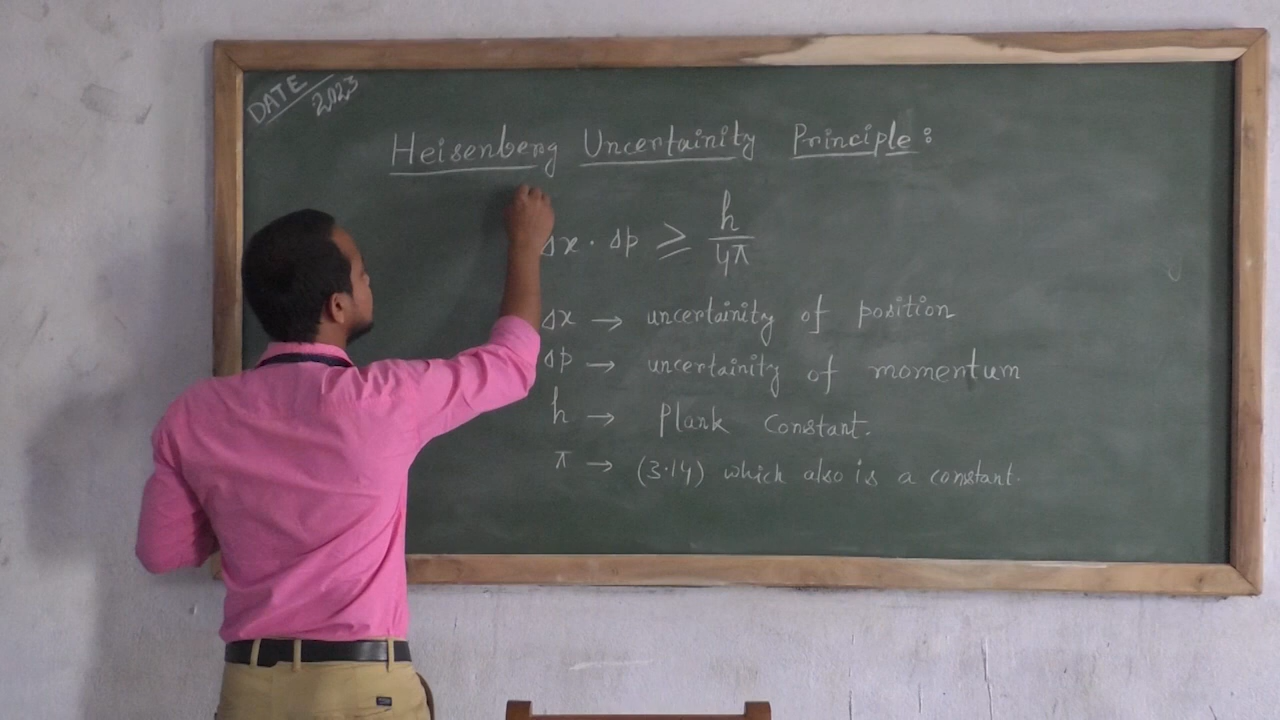 DATE
2023
Heisenberg Uncertainity Principle:
Δx · Δp ≥ h/4π
Δx → uncertainity of position
Δp → uncertainity of momentum
h → Plank Constant.
π → (3.14) which also is a constant.